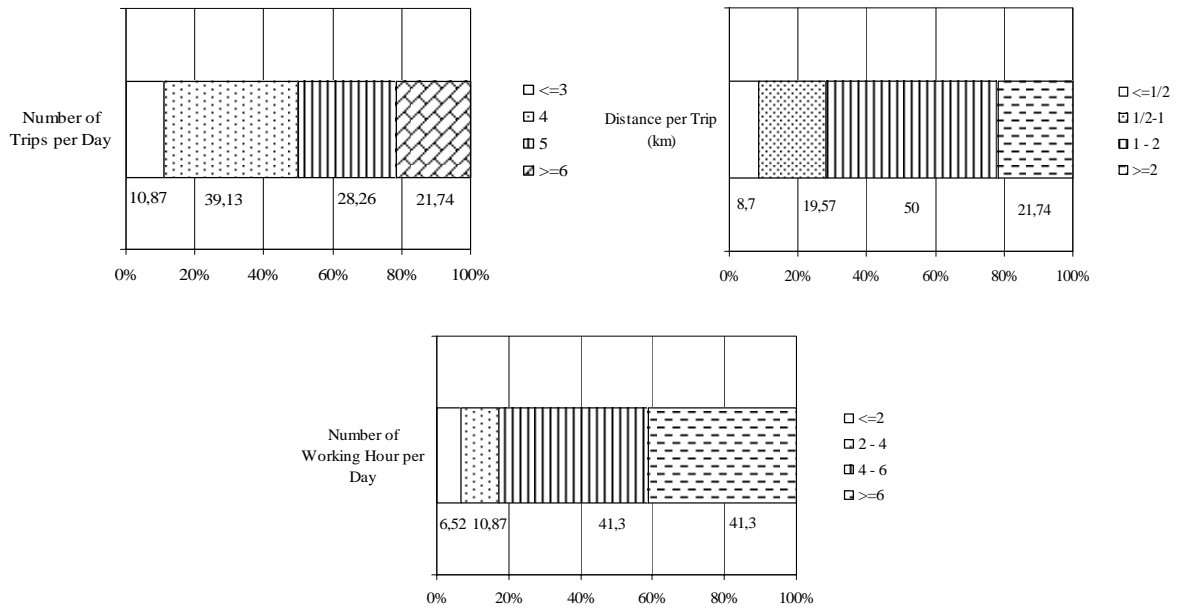 Number of
Trips per Day
10,87 39,13 28,26 21,74
0% 20% 40% 60% 80% 100%
<=3
4
5
>=6
Distance per Trip
(km)
8,7 19,57 50 21,74
0% 20% 40% 60% 80% 100%
<=1/2
1/2-1
1 - 2
>=2
Number of
Working Hour per
Day
6,52 10,87 41,3 41,3
0% 20% 40% 60% 80% 100%
<=2
2 - 4
4 - 6
>=6